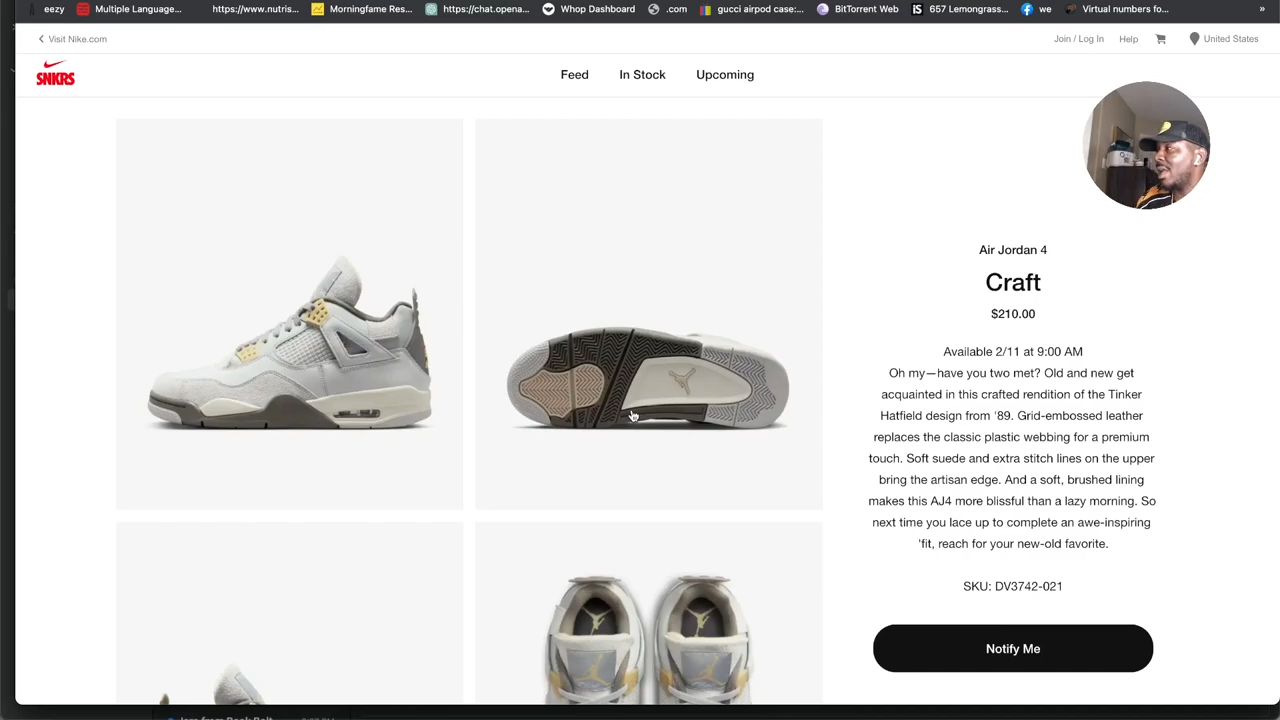 eezy
Multiple Language...
https://www.nutris...
Morningfame Res...
https://chat.opena...
Whop Dashboard
.com
gucci airpod case:...
BitTorrent Web
657 Lemongrass...
we
Virtual numbers fo...
»
Visit Nike.com
Join / Log In
Help
United States
SNKRS
Feed
In Stock
Upcoming
Air Jordan 4
Craft
$210.00
Available 2/11 at 9:00 AM
Oh my—have you two met? Old and new get
acquainted in this crafted rendition of the Tinker
Hatfield design from '89. Grid-embossed leather
replaces the classic plastic webbing for a premium
touch. Soft suede and extra stitch lines on the upper
bring the artisan edge. And a soft, brushed lining
makes this AJ4 more blissful than a lazy morning. So
next time you lace up to complete an awe-inspiring
'fit, reach for your new-old favorite.
SKU: DV3742-021
Notify Me